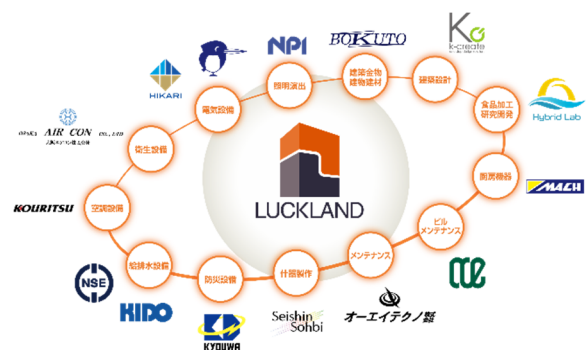 k-create
BOKUTO
NPI
HIKARI
建築金物
建物建材
建築設計
照明演出
電気設備
食品加工
研究開発
Hybrid Lab
AIR CON
CO., LTD
衛生設備
厨房機器
MACH
LUCKLAND
KOURITSU
空調設備
ビル
メンテナンス
メンテナンス
給排水設備
防災設備
什器製作
NSE
CCE
KIDO
KYOUWA
Seishin
Sohbi
オーエイテクノ